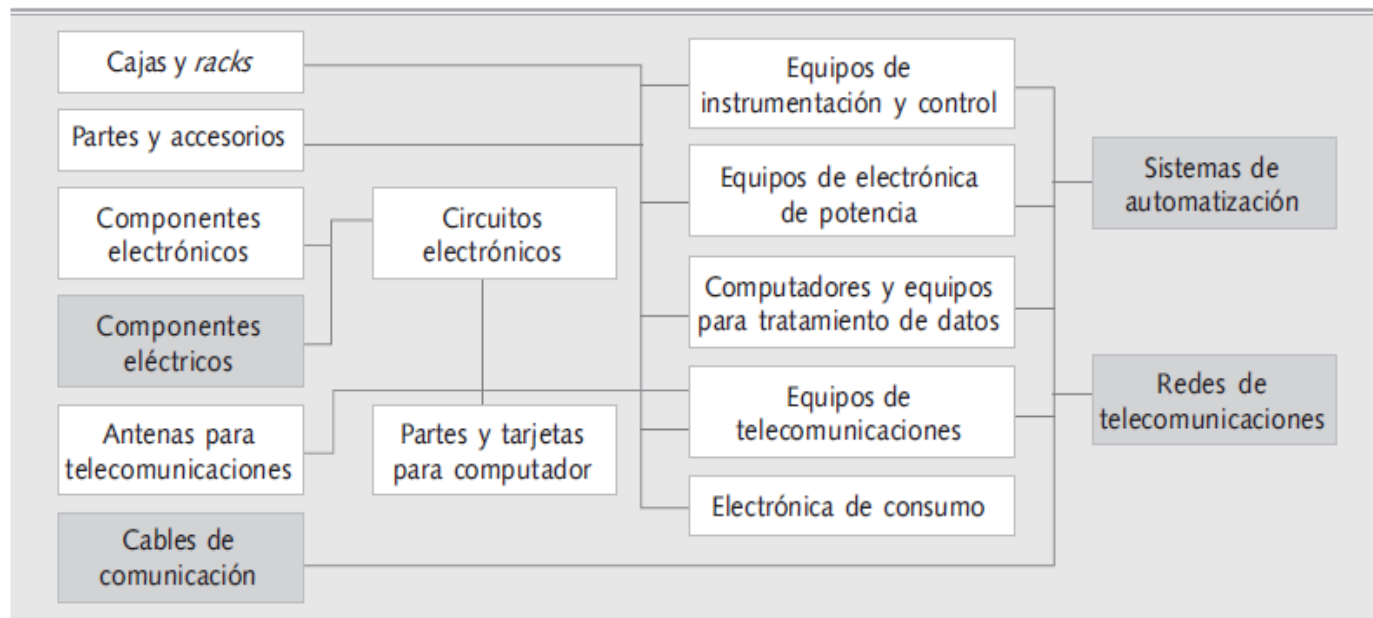 Cajas y racks
Partes y accesorios
Componentes
electrónicos
Componentes
eléctricos
Antenas para
telecomunicaciones
Cables de
comunicación
Circuitos
electrónicos
Partes y tarjetas
para computador
Equipos de
instrumentación y control
Equipos de electrónica
de potencia
Computadores y equipos
para tratamiento de datos
Equipos de
telecomunicaciones
Electrónica de consumo
Sistemas de
automatización
Redes de
telecomunicaciones